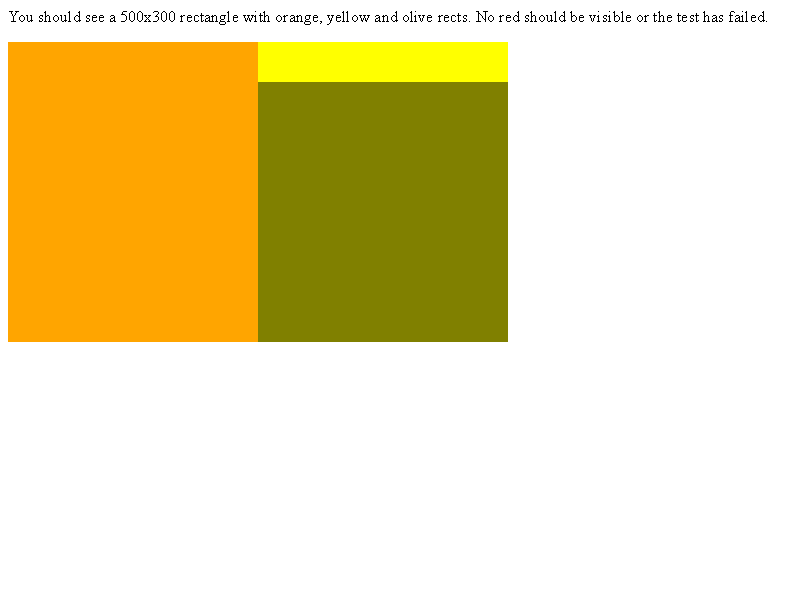 You should see a 500x300 rectangle with orange, yellow and olive rects. No red should be visible or the test has failed.